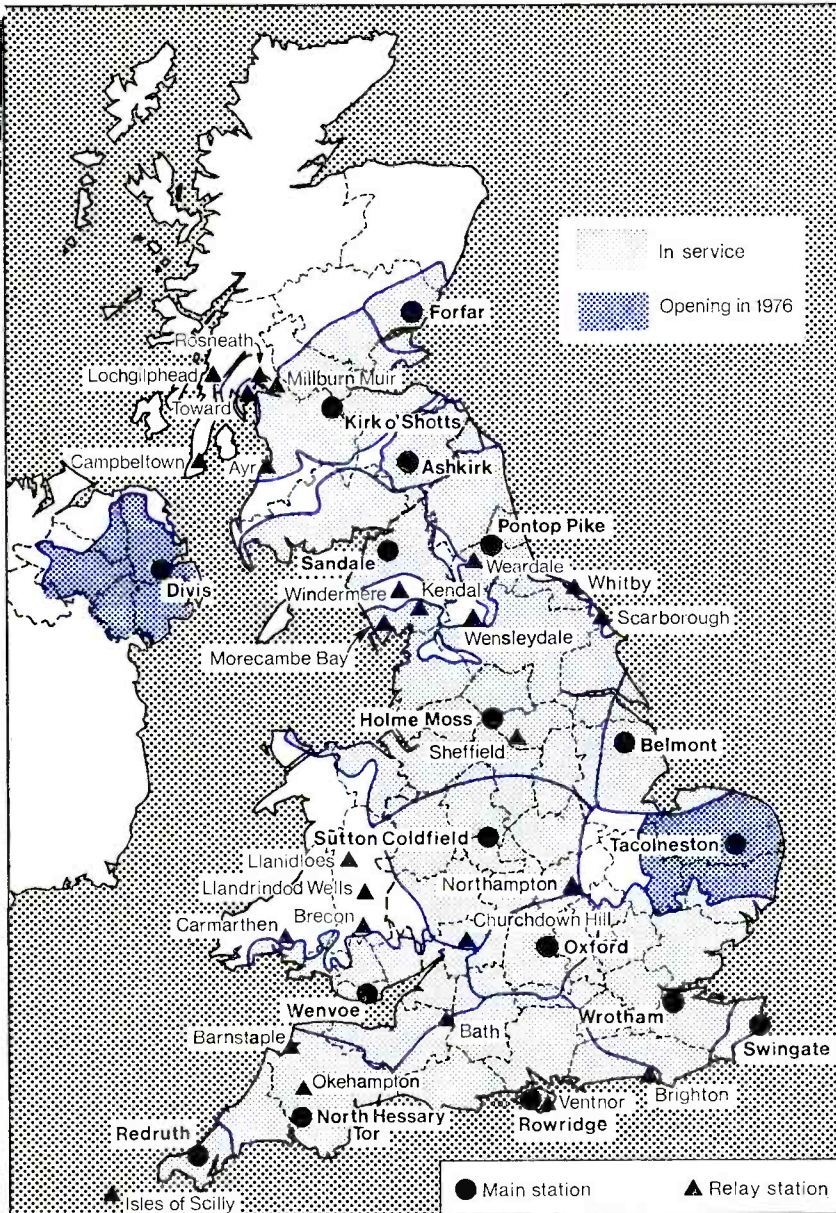 In service
Opening in 1976
Forfar
Rosneath
Lochgilphead
Millburn Muir
Toward
Kirk o'Shotts
Campbeltown
Ayr
Ashkirk
Pontop Pike
Sandale
Weardale
Divis
Whitby
Windermere
Kendal
Scarborough
Wensleydale
Morecambe Bay
Holme Moss
Sheffield
Belmont
Sutton Coldfield
Tacolneston
Llanidloes
Llandrindod Wells
Northampton
Brecon
Carmarthen
Churchdown Hill
Oxford
Wenvoe
Wrotham
Barnstaple
Bath
Swingate
Okehampton
Brighton
North Hessary
Tor
Ventnor
Rowridge
Redruth
Main station
Relay station
Isles of Scilly